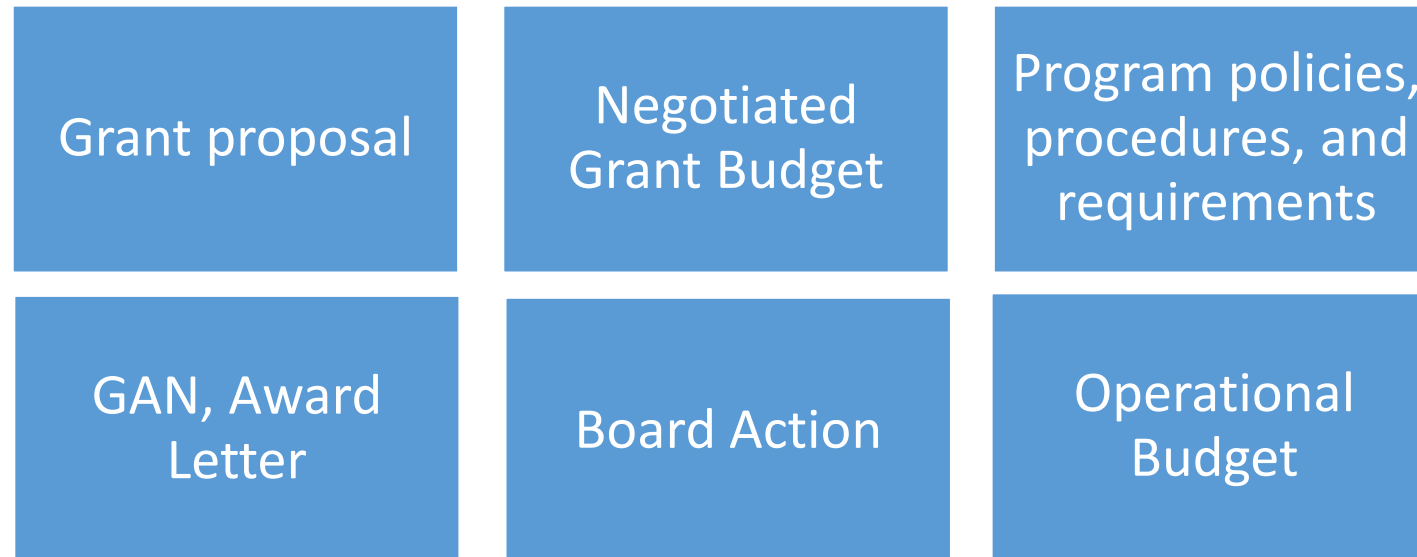 Grant proposal
Negotiated
Grant Budget
Program policies,
procedures, and
requirements
GAN, Award
Letter
Board Action
Operational
Budget